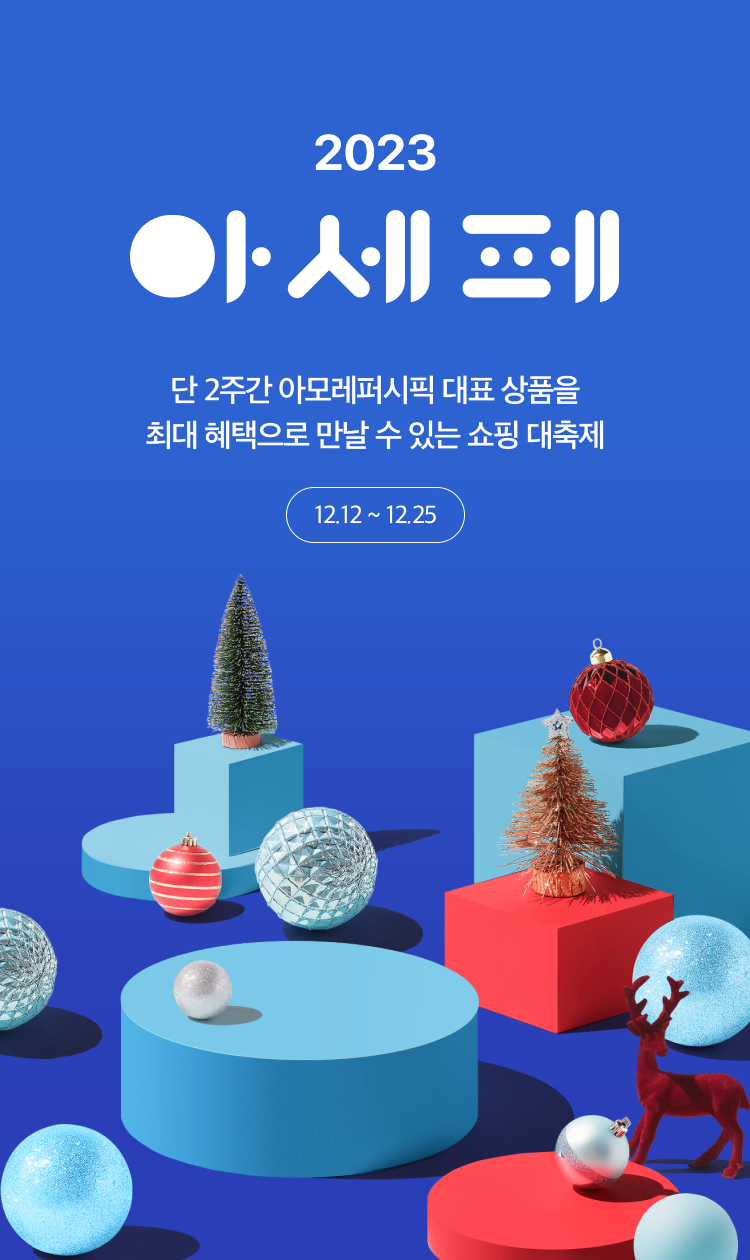 2023
아세페
단 2주간 아모레퍼시픽 대표 상품을
최대 혜택으로 만날 수 있는 쇼핑 대축제
12.12 ~ 12.25